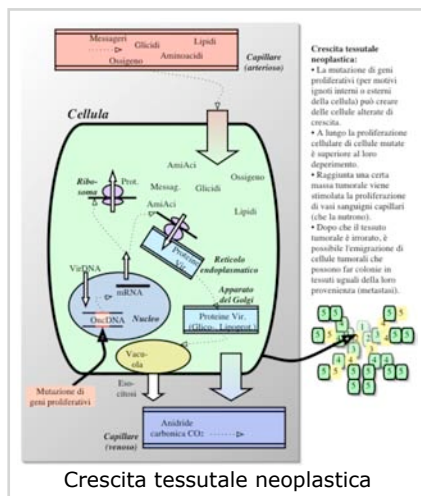 Messageri
Glicidi
Lipidi
Ossigeno
Aminoacidi
Capillare
(arterioso)
Cellula
AmiAci
Ossigeno
Messag.
Glicidi
Lipidi
Ribo-
soma
Prot.
AmiAci
Proteine
Vir.
Reticolo
endoplasmatico
VirDNA
mRNA
OncDNA
Nucleo
Apparato
del Golgi
Proteine Vir.
(Glico-, Lipoprot.)
Vacu-
ola
Mutazione di
geni proliferativi
Eso-
citosi
Capillare
(venoso)
Anidride
carbonica CO2
Crescita tessutale
neoplastica:
• La mutazione di geni
proliferativi (per motivi
ignoti interni o esterni
della cellula) può creare
delle cellule alterate di
crescita.
• A lungo la proliferazione
cellulare di cellule mutate
è superiore al loro
deperimento.
• Raggiunta una certa
massa tumorale viene
stimolata la proliferazione
di vasi sanguigni capillari
(che la nutrono).
• Dopo che il tessuto
tumorale è irrorato, è
possibile l'emigrazione di
cellule tumorali che
possono far colonie in
tessuti uguali della loro
provenienza (metastasi).
Crescita tessutale neoplastica